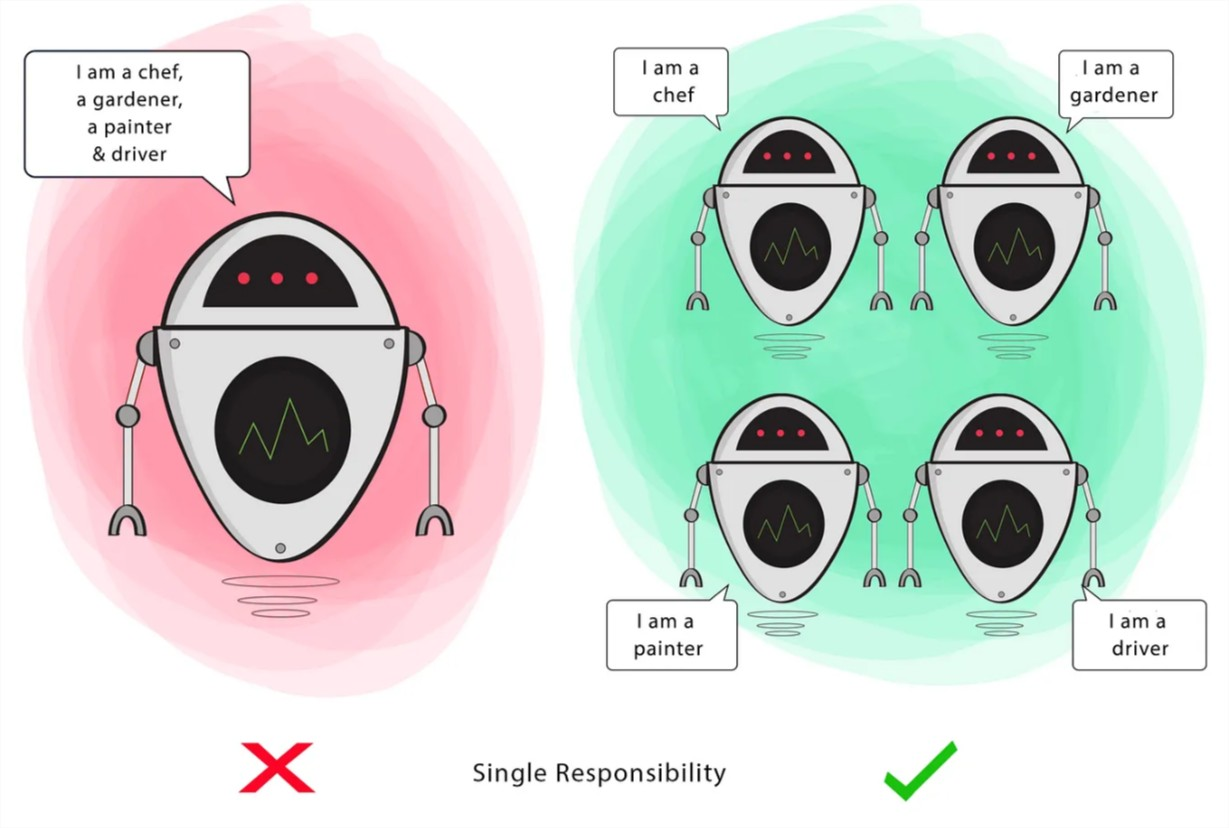 I am a chef,
a gardener,
a painter
& driver
I am a
chef
I am a
gardener
I am a
painter
I am a
driver
Single Responsibility